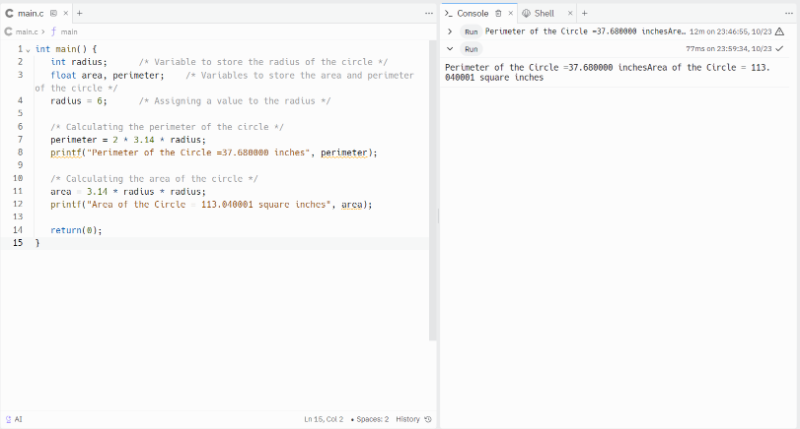 main.c × +
main.c > f main
1 int main() {
2 int radius; /* Variable to store the radius of the circle */
3 float area, perimeter; /* Variables to store the area and perimeter
of the circle */
4 radius = 6; /* Assigning a value to the radius */
5
6 /* Calculating the perimeter of the circle */
7 perimeter = 2 * 3.14 * radius;
8 printf("Perimeter of the Circle =37.680000 inches", perimeter);
9
10 /* Calculating the area of the circle */
11 area = 3.14 * radius * radius;
12 printf("Area of the Circle = 113.040001 square inches", area);
13
14 return(0);
15 }
AI Ln 15, Col 2 • Spaces: 2 History
>_ Console × Shell × +
> Run Perimeter of the Circle =37.680000 inchesAre… 12m on 23:46:55, 10/23
Run 77ms on 23:59:34, 10/23
Perimeter of the Circle =37.680000 inchesArea of the Circle = 113.
040001 square inches